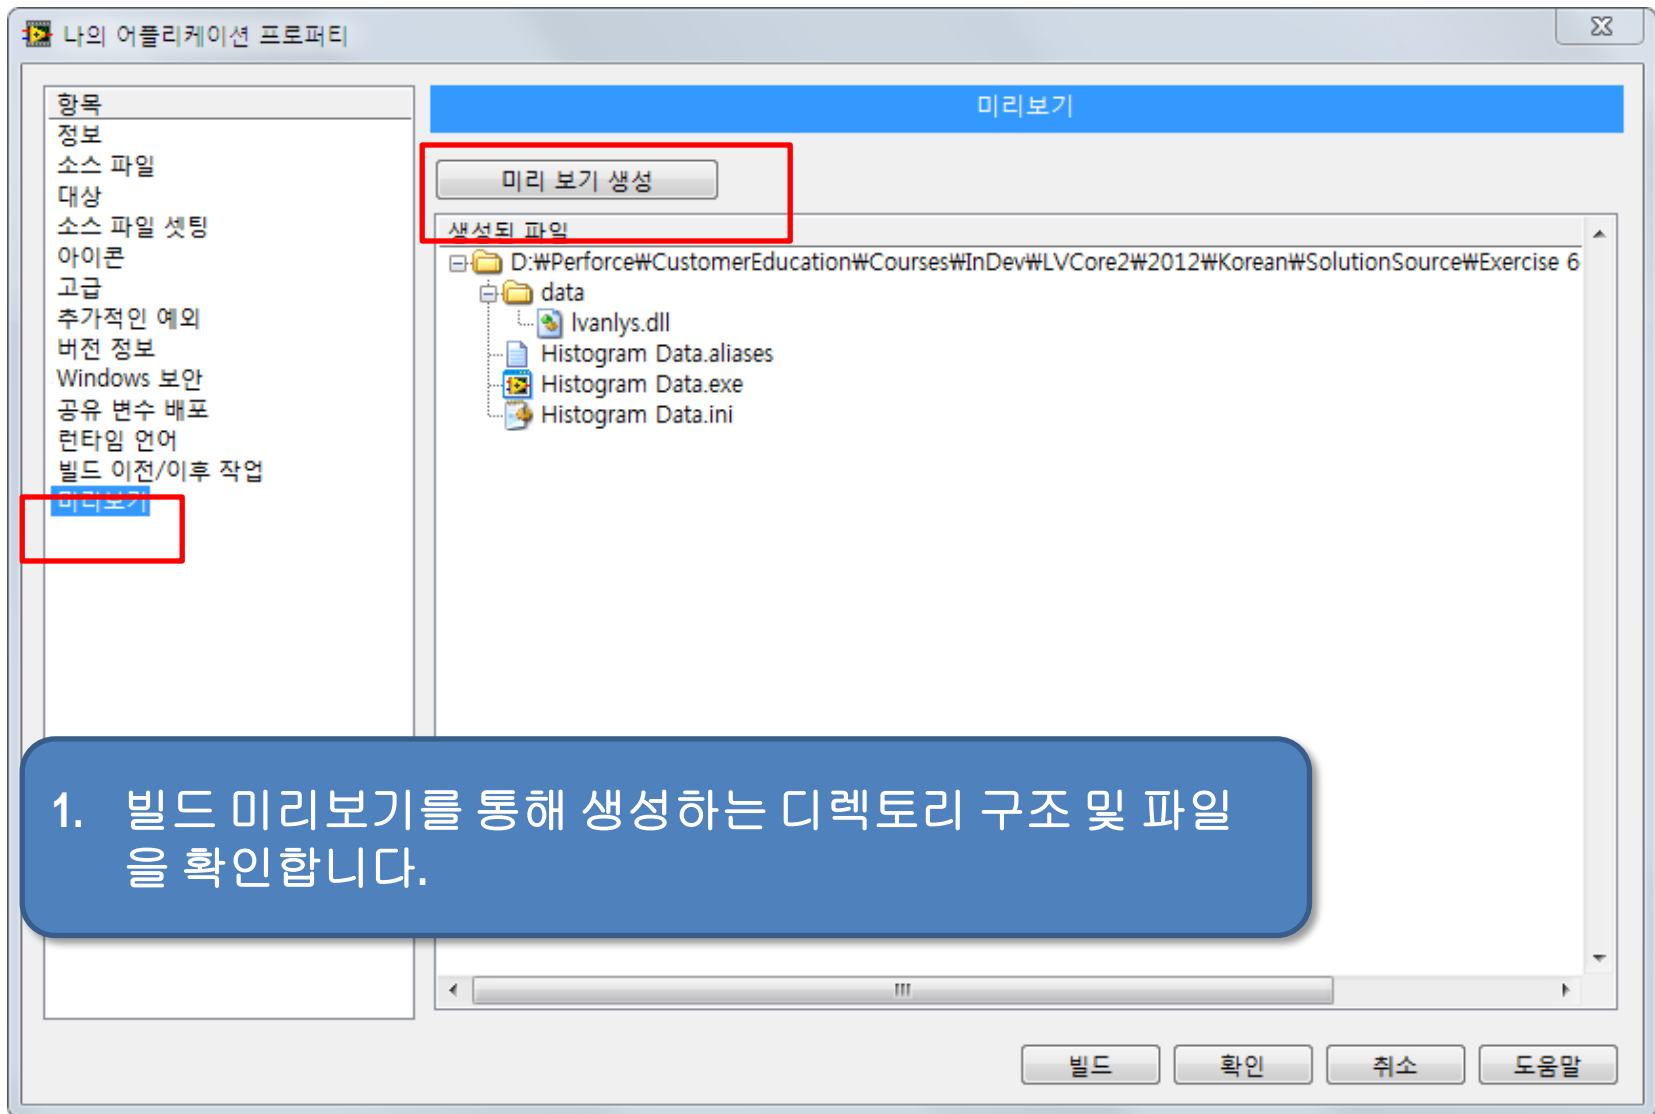 나의 어플리케이션 프로퍼티
항목
정보
소스 파일
대상
소스 파일 셋팅
아이콘
고급
추가적인 예외
버전 정보
Windows 보안
공유 변수 배포
런타임 언어
빌드 이전/이후 작업
미리보기
미리보기
미리 보기 생성
생성된 파일
D:₩Perforce₩CustomerEducation₩Courses₩InDev₩LVCore2₩2012₩Korean₩SolutionSource₩Exercise 6
data
lvanlys.dll
Histogram Data.aliases
Histogram Data.exe
Histogram Data.ini
1. 빌드 미리보기를 통해 생성하는 디렉토리 구조 및 파일
을 확인합니다.
빌드 확인 취소 도움말